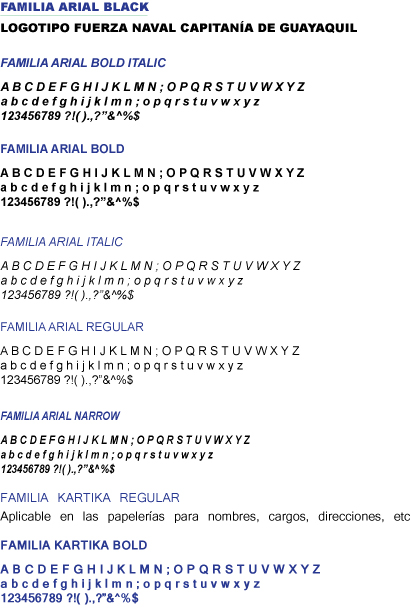 FAMILIA ARIAL BLACK
LOGOTIPO FUERZA NAVAL CAPITANÍA DE GUAYAQUIL
FAMILIA ARIAL BOLD ITALIC
A B C D E F G H I J K L M N ; O P Q R S T U V W X Y Z
a b c d e f g h i j k l m n ; o p q r s t u v w x y z
123456789 ?!( ).,?”&^%$
FAMILIA ARIAL BOLD
A B C D E F G H I J K L M N ; O P Q R S T U V W X Y Z
a b c d e f g h i j k l m n ; o p q r s t u v w x y z
123456789 ?!( ).,?”&^%$
FAMILIA ARIAL ITALIC
A B C D E F G H I J K L M N ; O P Q R S T U V W X Y Z
a b c d e f g h i j k l m n ; o p q r s t u v w x y z
123456789 ?!( ).,?”&^%$
FAMILIA ARIAL REGULAR
A B C D E F G H I J K L M N ; O P Q R S T U V W X Y Z
a b c d e f g h i j k l m n ; o p q r s t u v w x y z
123456789 ?!( ).,?”&^%$
FAMILIA ARIAL NARROW
A B C D E F G H I J K L M N ; O P Q R S T U V W X Y Z
a b c d e f g h i j k l m n ; o p q r s t u v w x y z
123456789 ?!( ).,?”&^%$
FAMILIA KARTIKA REGULAR
Aplicable en las papelerías para nombres, cargos, direcciones, etc
FAMILIA KARTIKA BOLD
A B C D E F G H I J K L M N ; O P Q R S T U V W X Y Z
a b c d e f g h i j k l m n ; o p q r s t u v w x y z
123456789 ?!( ).,?"&^%$